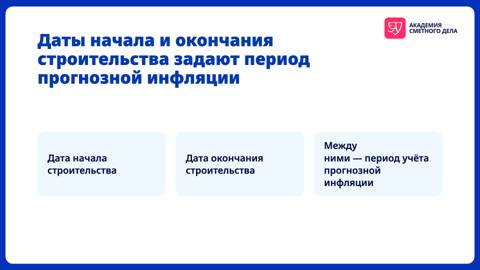 АКАДЕМИЯ
СМЕТНОГО ДЕЛА
Даты начала и окончания
строительства задают период
прогнозной инфляции
Дата начала
строительства
Дата окончания
строительства
Между
ними — период учёта
прогнозной
инфляции